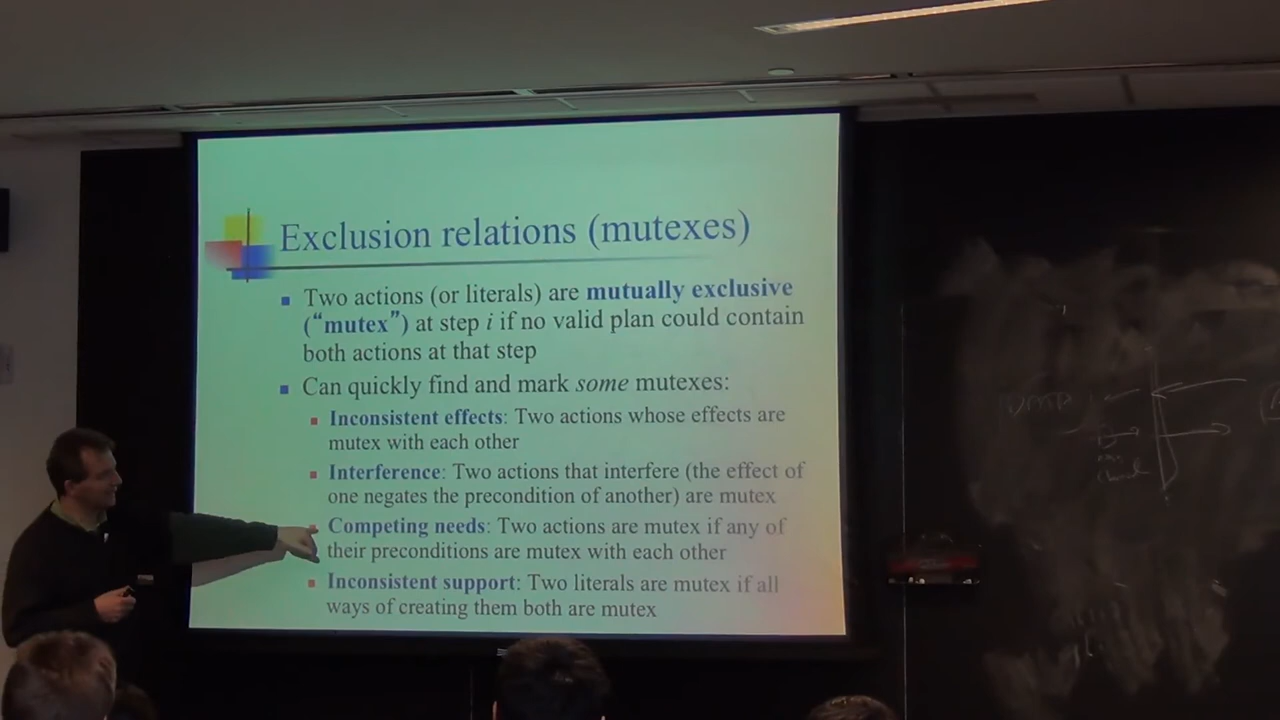 Exclusion relations (mutexes)
Two actions (or literals) are mutually exclusive
("mutex") at step i if no valid plan could contain
both actions at that step
Can quickly find and mark some mutexes:
Inconsistent effects: Two actions whose effects are
mutex with each other
Interference: Two actions that interfere (the effect of
one negates the precondition of another) are mutex
Competing needs: Two actions are mutex if any of
their preconditions are mutex with each other
Inconsistent support: Two literals are mutex if all
ways of creating them both are mutex